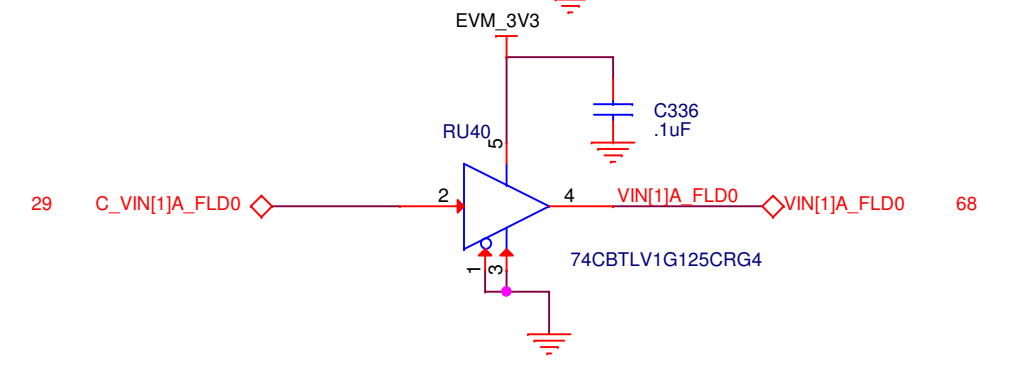 EVM_3V3
C336
.1uF
RU40
5
29
C_VIN[1]A_FLD0
2
4
VIN[1]A_FLD0
VIN[1]A_FLD0
68
1
3
74CBTLV1G125CRG4